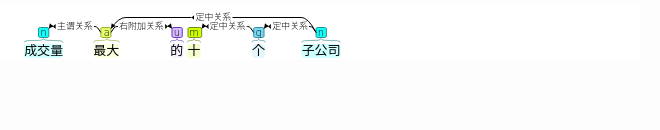 定中关系
主谓关系 右附加关系 定中关系 定中关系
n a u m q n
成交量 最大 的 十 个 子公司